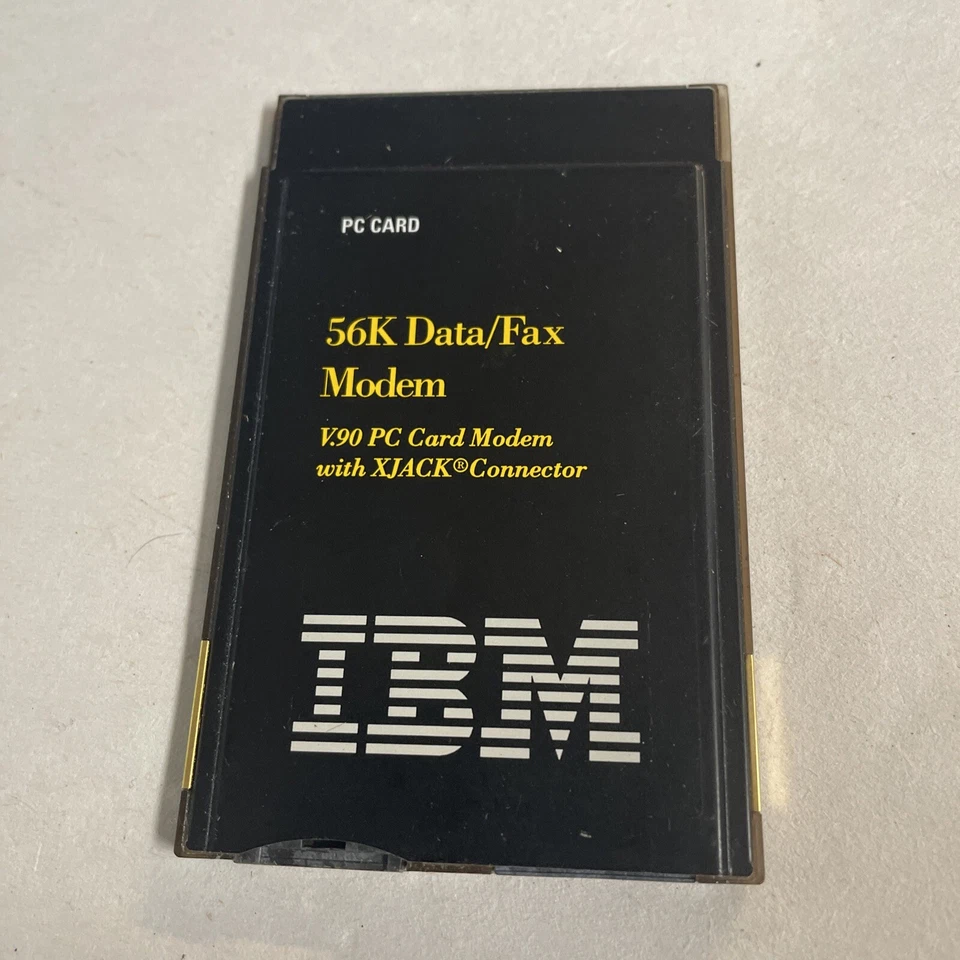 PC CARD
56K Data/Fax
Modem
V.90 PC Card Modem
with XJACK® Connector
IBM